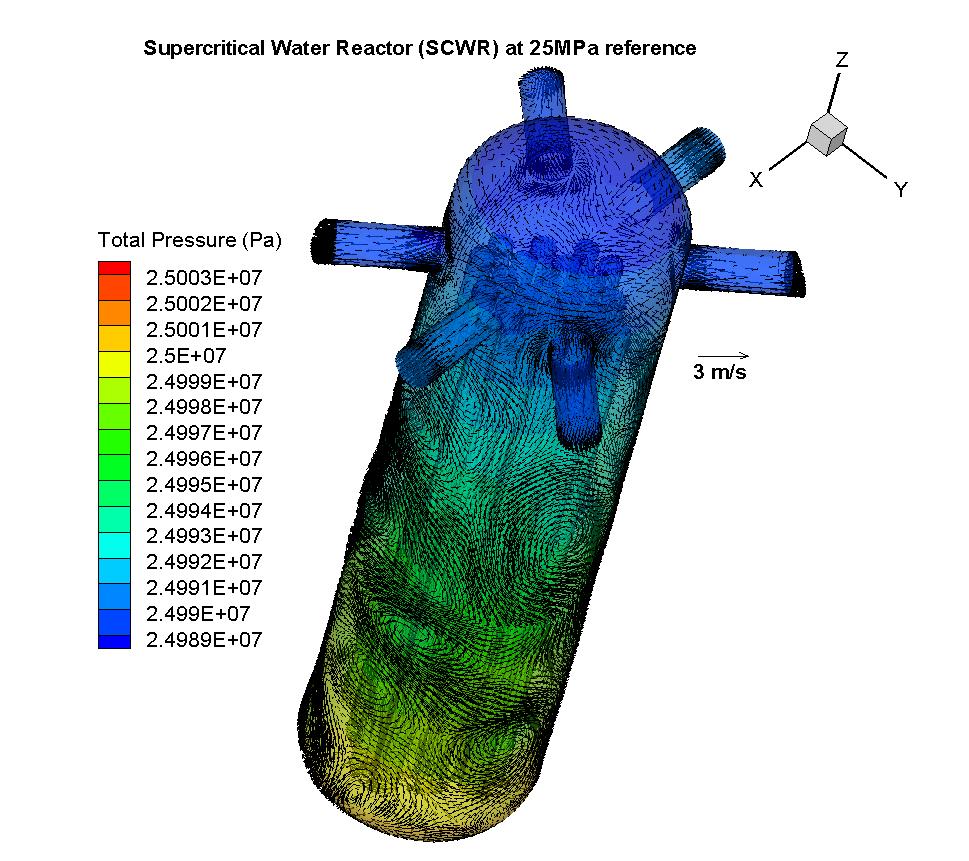 Supercritical Water Reactor (SCWR) at 25MPa reference
Z
X
Y
Total Pressure (Pa)
2.5003E+07
2.5002E+07
2.5001E+07
2.5E+07
2.4999E+07
2.4998E+07
2.4997E+07
2.4996E+07
2.4995E+07
2.4994E+07
2.4993E+07
2.4992E+07
2.4991E+07
2.499E+07
2.4989E+07
3 m/s